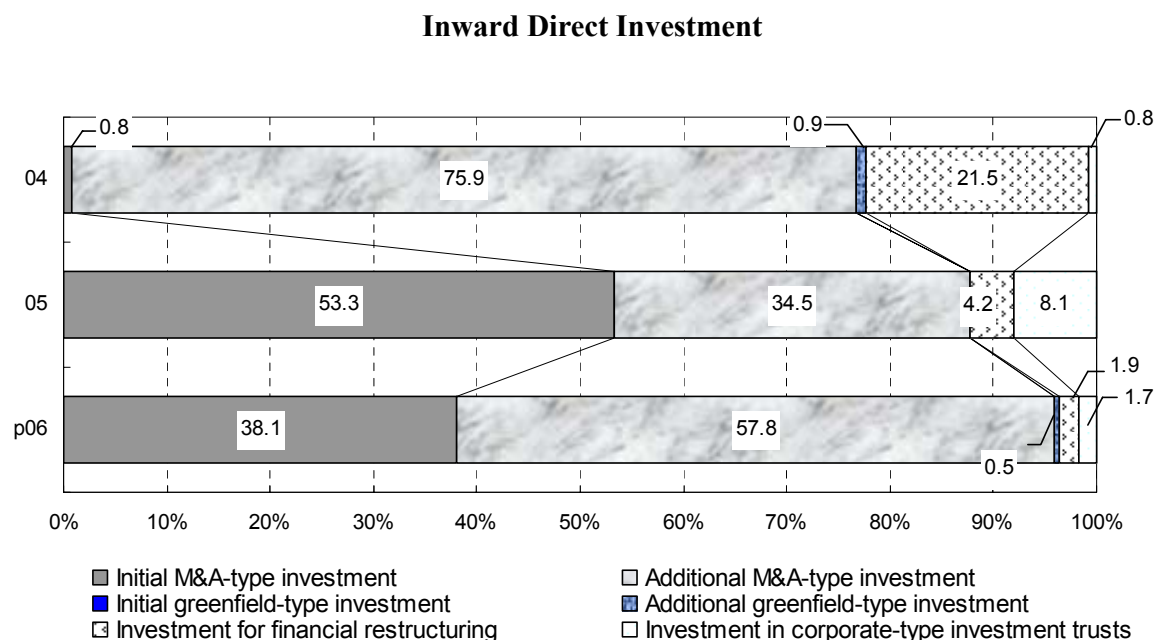 Inward Direct Investment
0.8
0.9
0.8
04
75.9
21.5
05
53.3
34.5
4.2
8.1
1.9
1.7
p06
38.1
57.8
0.5
0% 10% 20% 30% 40% 50% 60% 70% 80% 90% 100%
Initial M&A-type investment
Additional M&A-type investment
Initial greenfield-type investment
Additional greenfield-type investment
Investment for financial restructuring
Investment in corporate-type investment trusts